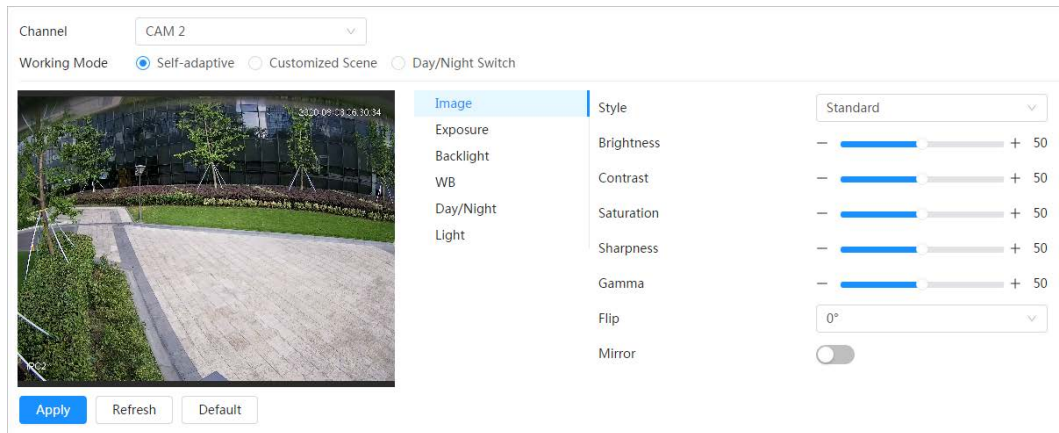 Channel CAM 2
Working Mode Self-adaptive Customized Scene Day/Night Switch
Image
Exposure
Backlight
WB
Day/Night
Light
Style Standard
Brightness − + 50
Contrast − + 50
Saturation − + 50
Sharpness − + 50
Gamma − + 50
Flip 0°
Mirror
IPC2
Apply Refresh Default